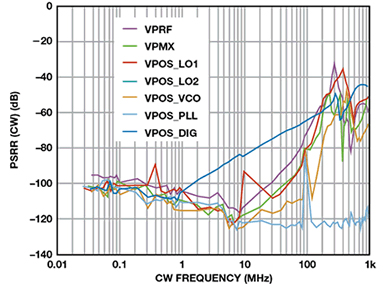 0
–20
–40
–60
–80
–100
–120
–140
PSRR (CW) (dB)
VPRF
VPMX
VPOS_LO1
VPOS_LO2
VPOS_VCO
VPOS_PLL
VPOS_DIG
0.01
0.1
1.0
10
100
1k
CW FREQUENCY (MHz)